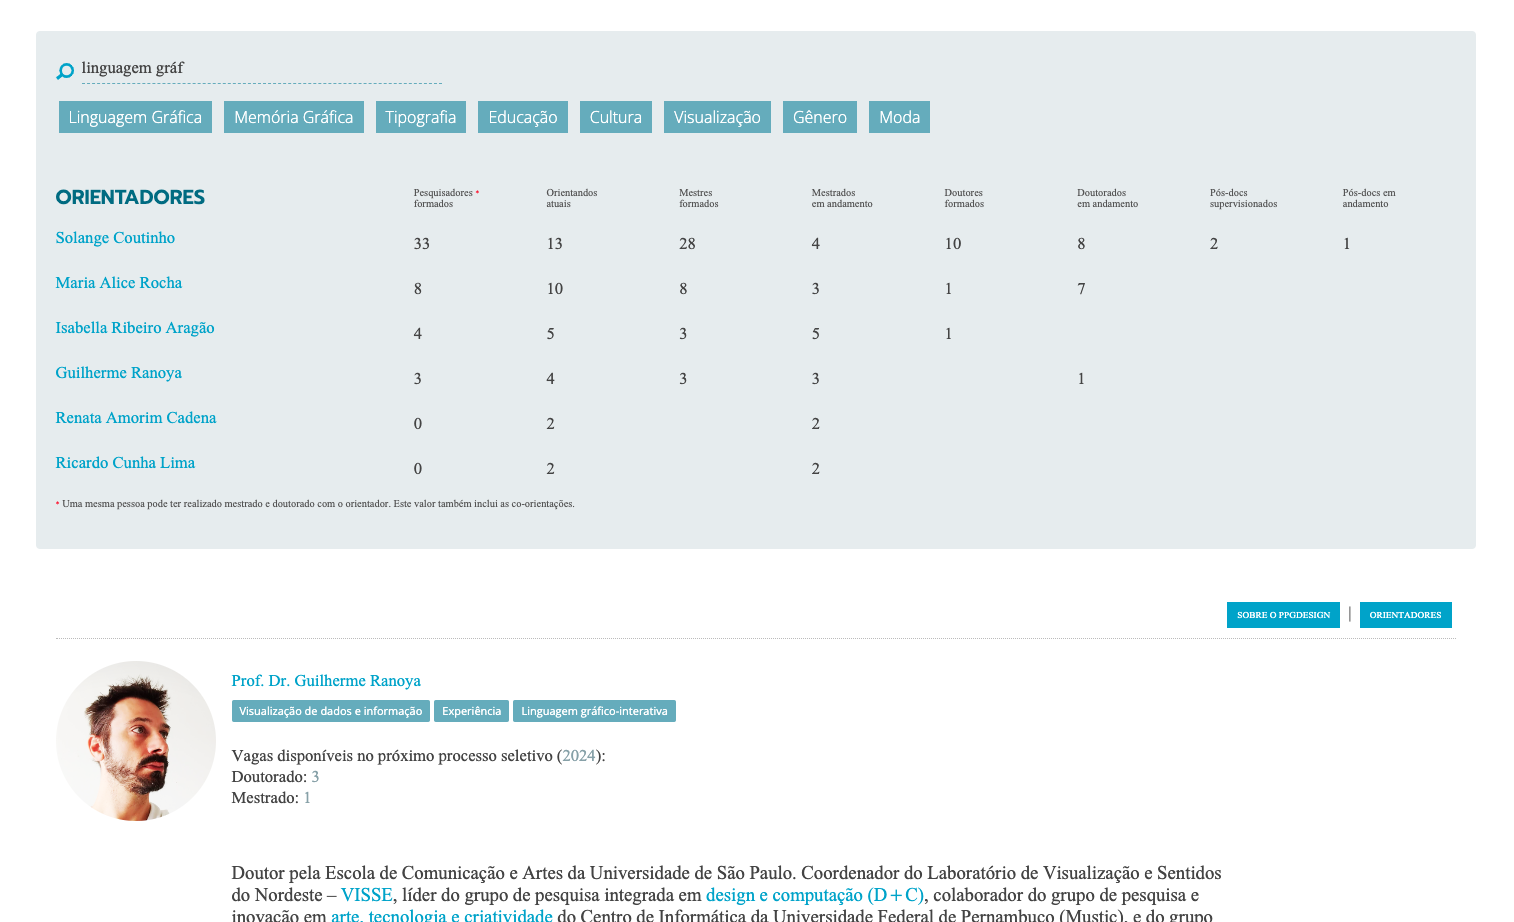 linguagem gráf
Linguagem Gráfica Memória Gráfica Tipografia Educação Cultura Visualização Gênero Moda
ORIENTADORES Pesquisadores * formados Orientandos atuais Mestres formados Mestrados em andamento Doutores formados Doutorados em andamento Pós-docs supervisionados Pós-docs em andamento
Solange Coutinho 33 13 28 4 10 8 2 1
Maria Alice Rocha 8 10 8 3 1 7
Isabella Ribeiro Aragão 4 5 3 5 1
Guilherme Ranoya 3 4 3 3 1
Renata Amorim Cadena 0 2 2
Ricardo Cunha Lima 0 2 2
* Uma mesma pessoa pode ter realizado mestrado e doutorado com o orientador. Este valor também inclui as co-orientações.
SOBRE O PPGDESIGN | ORIENTADORES
Prof. Dr. Guilherme Ranoya
Visualização de dados e informação Experiência Linguagem gráfico-interativa
Vagas disponíveis no próximo processo seletivo (2024):
Doutorado: 3
Mestrado: 1
Doutor pela Escola de Comunicação e Artes da Universidade de São Paulo. Coordenador do Laboratório de Visualização e Sentidos
do Nordeste – VISSE, líder do grupo de pesquisa integrada em design e computação (D+C), colaborador do grupo de pesquisa e
inovação em arte, tecnologia e criatividade do Centro de Informática da Universidade Federal de Pernambuco (Mustic), e do grupo